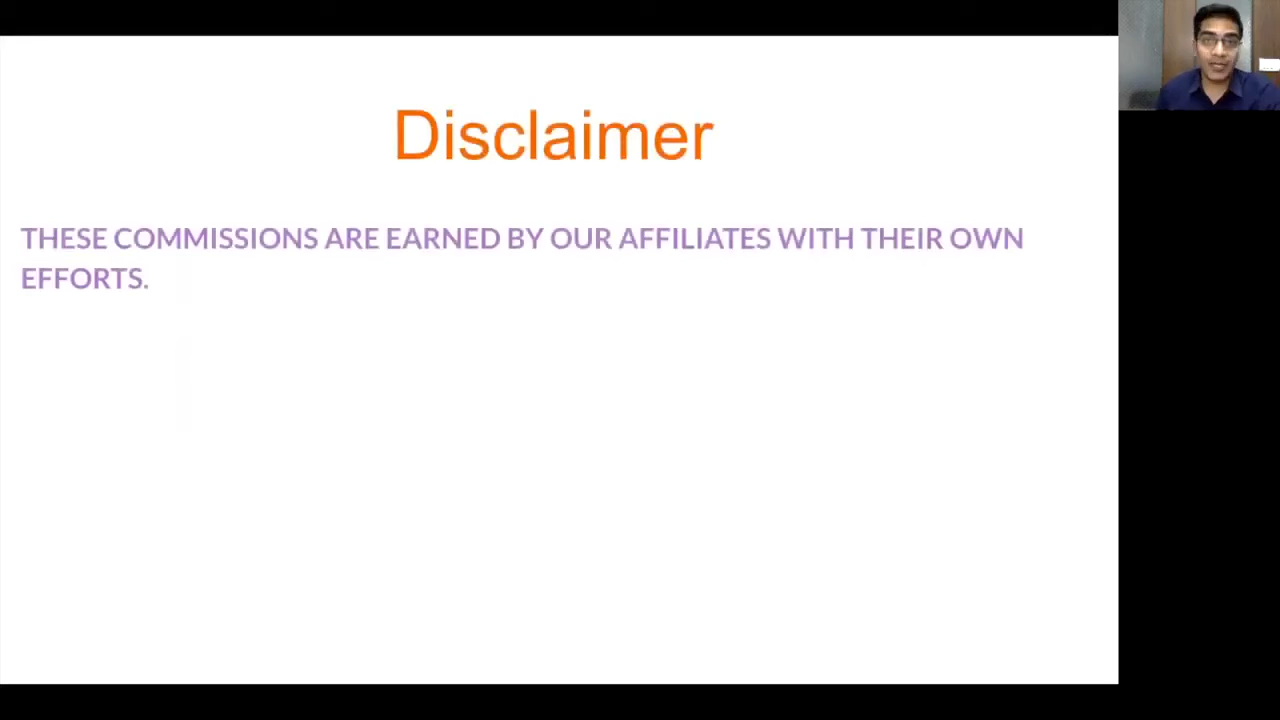 Disclaimer
THESE COMMISSIONS ARE EARNED BY OUR AFFILIATES WITH THEIR OWN
EFFORTS.